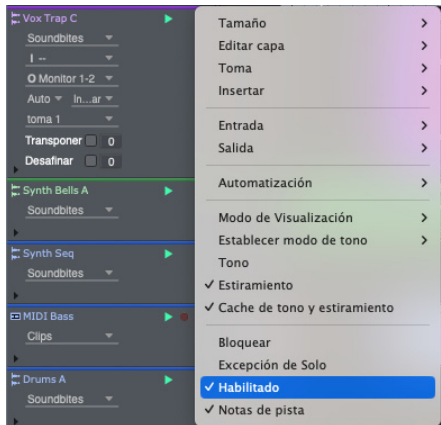 Vox Trap C
Soundbites
I --
O Monitor 1-2
Auto In...ar
toma 1
Transponer 0
Desafinar 0
Synth Bells A
Soundbites
Synth Seq
Soundbites
MIDI Bass
Clips
Drums A
Soundbites
Tamaño
Editar capa
Toma
Insertar
Entrada
Salida
Automatización
Modo de Visualización
Establecer modo de tono
Tono
✓ Estiramiento
✓ Cache de tono y estiramiento
Bloquear
Excepción de Solo
✓ Habilitado
✓ Notas de pista